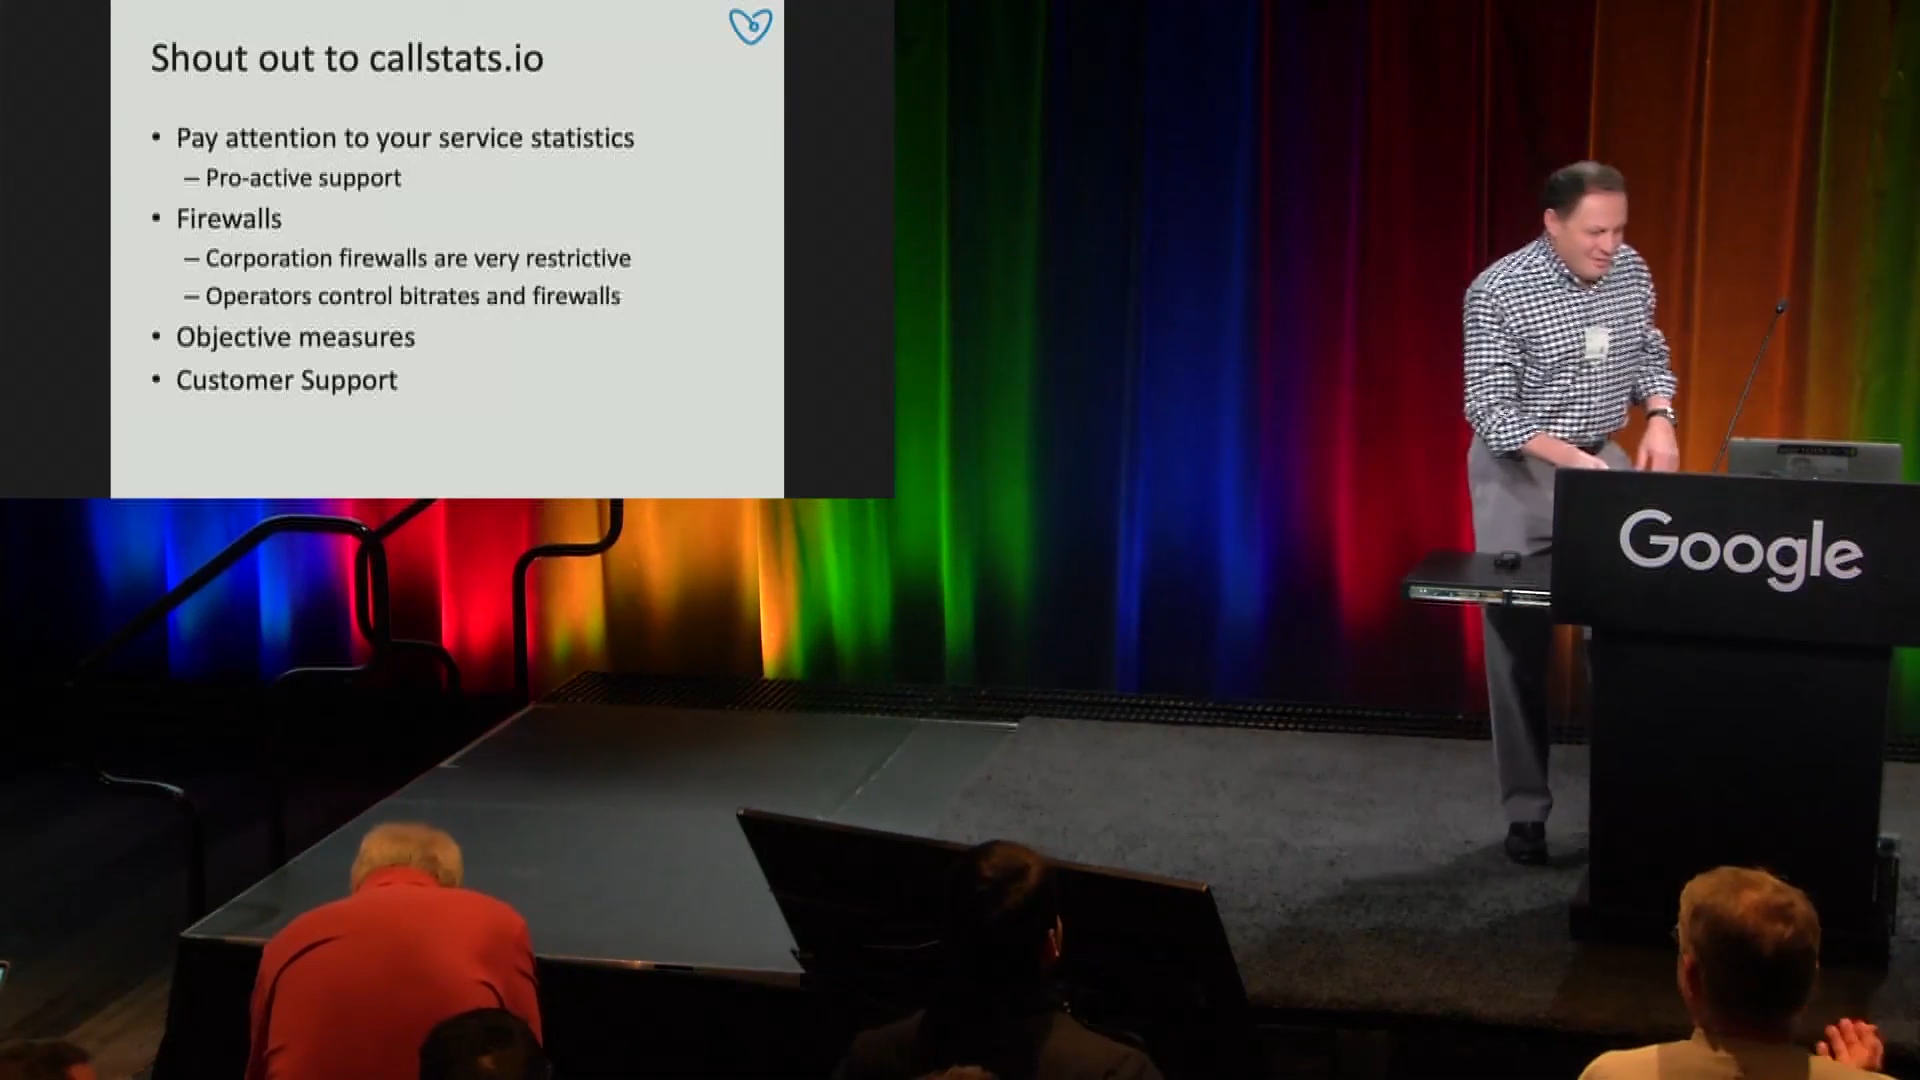 Shout out to callstats.io
• Pay attention to your service statistics
– Pro-active support
• Firewalls
– Corporation firewalls are very restrictive
– Operators control bitrates and firewalls
• Objective measures
• Customer Support
Google